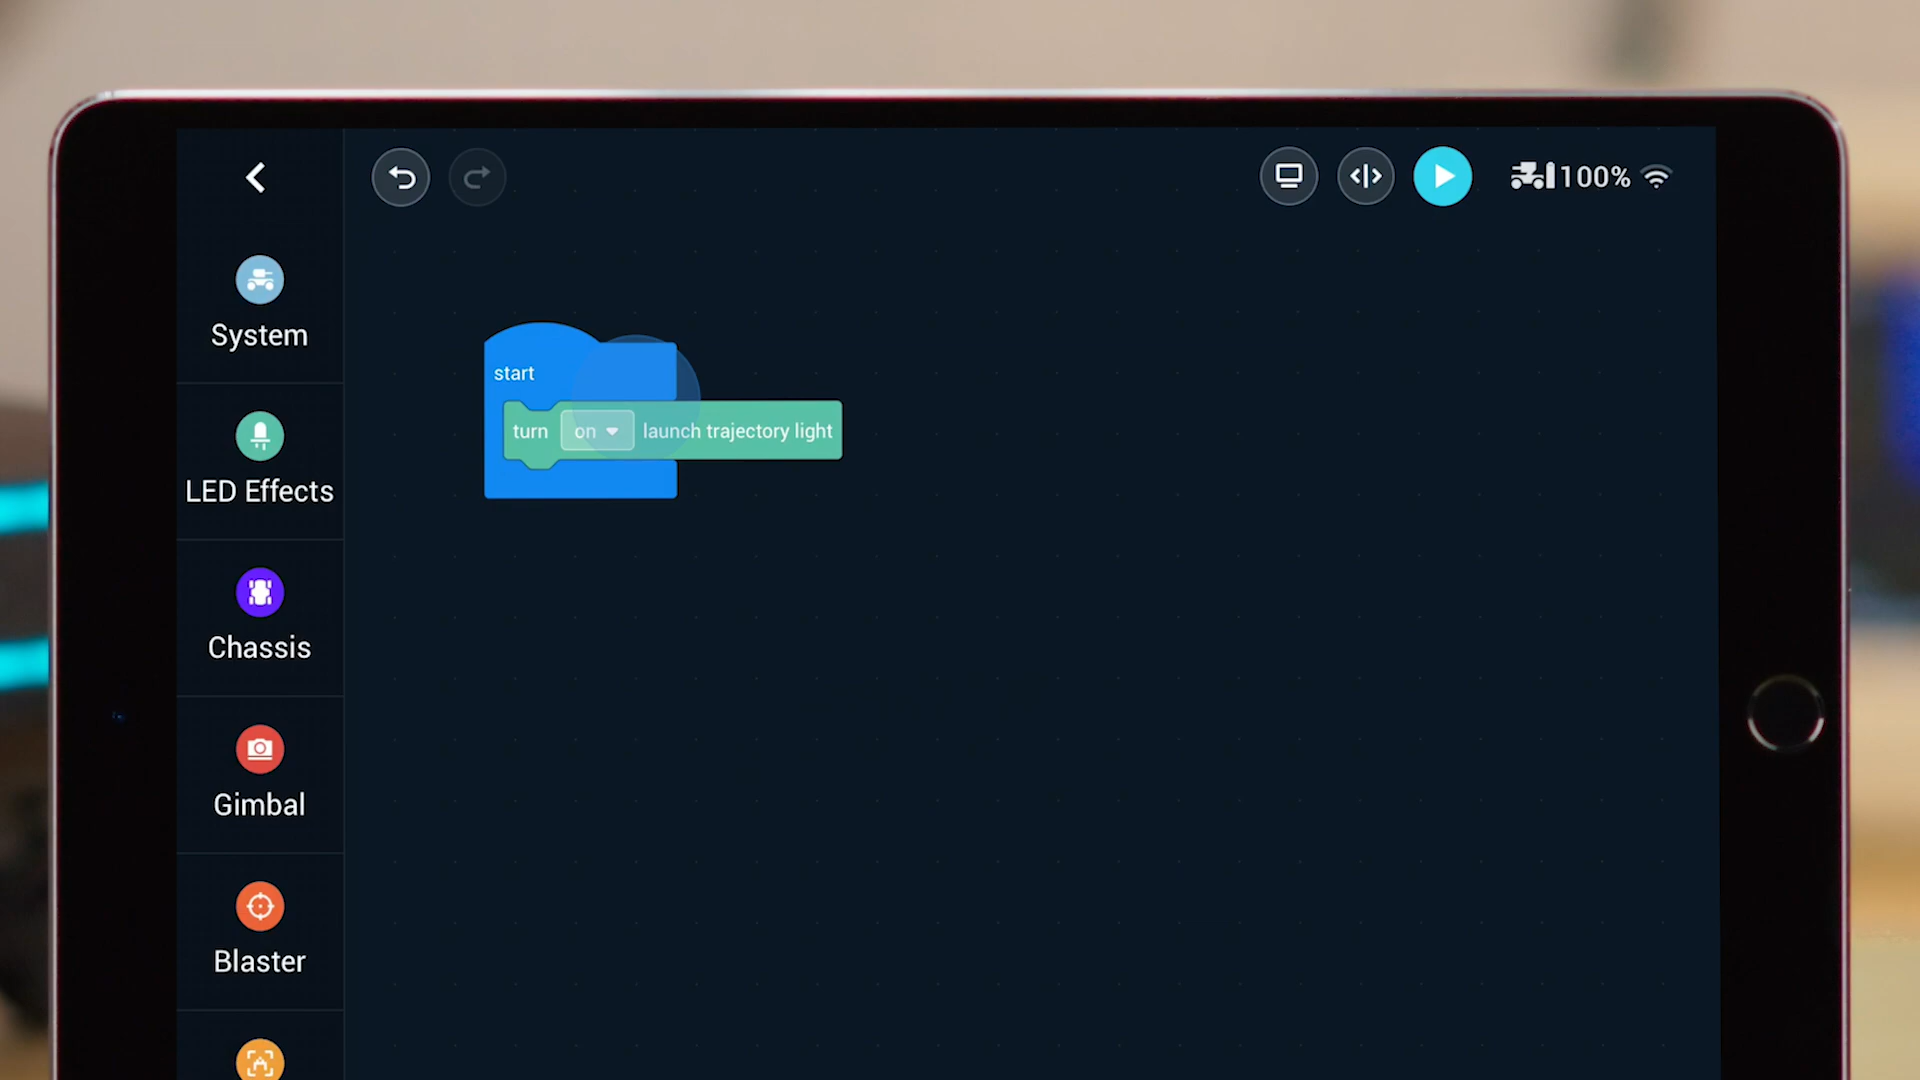 100%
System
LED Effects
Chassis
Gimbal
Blaster
start
turn on launch trajectory light